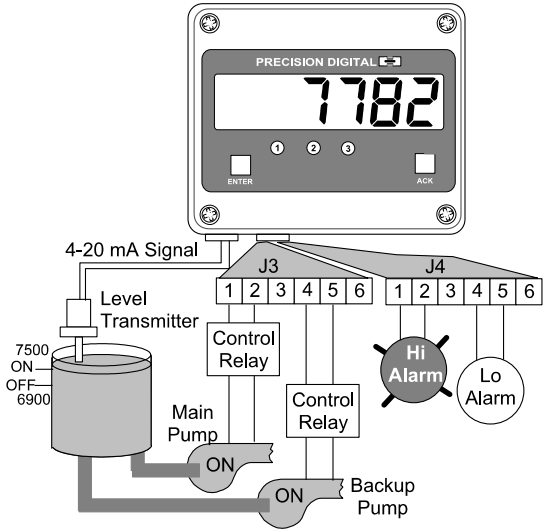 PRECISION DIGITAL
7782
1 2 3
ENTER
ACK
4-20 mA Signal
J3
J4
1 2 3 4 5 6
1 2 3 4 5 6
Level
Transmitter
Control
Relay
Hi
Alarm
Lo
Alarm
7500
ON
OFF
6900
Control
Relay
Main
Pump
ON
ON
Backup
Pump